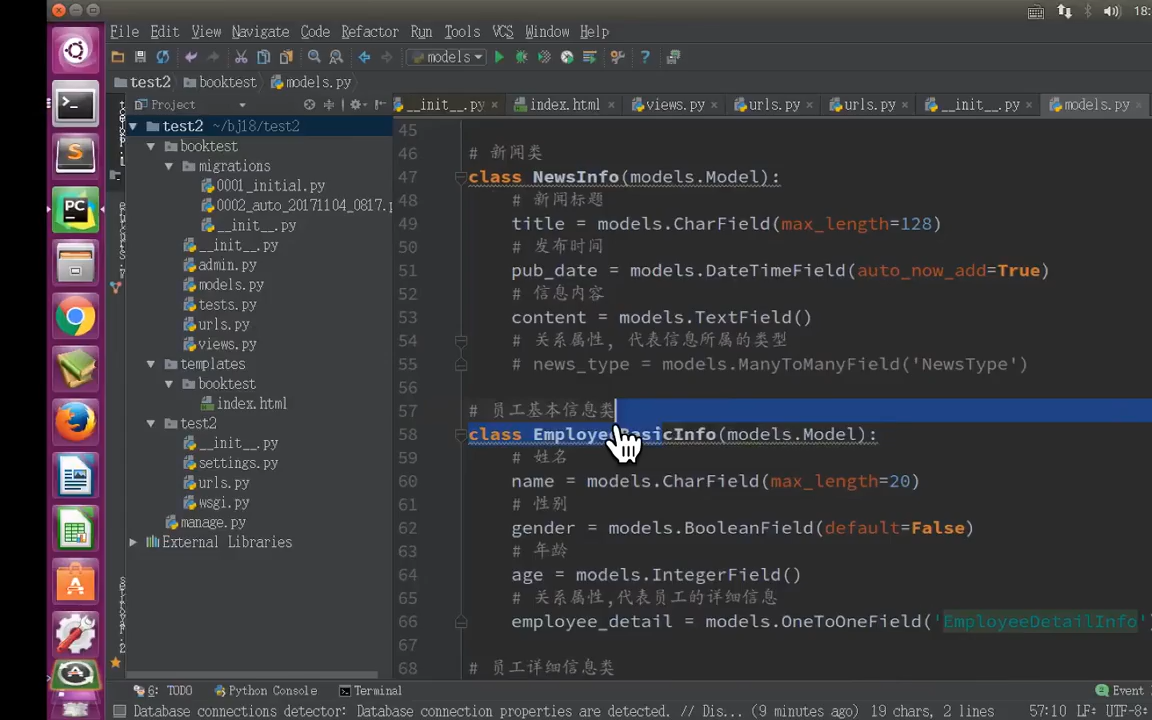 18:
File Edit View Navigate Code Refactor Run Tools VCS Window Help
models
test2 booktest models.py
Project
__init__.py × index.html × views.py × urls.py × urls.py × __init__.py × models.py ×
test2 ~/bj18/test2
booktest
migrations
0001_initial.py
0002_auto_20171104_0817.p
__init__.py
__init__.py
admin.py
models.py
tests.py
urls.py
views.py
templates
booktest
index.html
test2
__init__.py
settings.py
urls.py
wsgi.py
manage.py
External Libraries
45
46 # 新闻类
47 class NewsInfo(models.Model):
48 # 新闻标题
49 title = models.CharField(max_length=128)
50 # 发布时间
51 pub_date = models.DateTimeField(auto_now_add=True)
52 # 信息内容
53 content = models.TextField()
54 # 关系属性, 代表信息所属的类型
55 # news_type = models.ManyToManyField('NewsType')
56
57 # 员工基本信息类
58 class EmployeeBasicInfo(models.Model):
59 # 姓名
60 name = models.CharField(max_length=20)
61 # 性别
62 gender = models.BooleanField(default=False)
63 # 年龄
64 age = models.IntegerField()
65 # 关系属性,代表员工的详细信息
66 employee_detail = models.OneToOneField('EmployeeDetailInfo')
67
68 # 员工详细信息类
6: TODO Python Console Terminal Event
Database connections detector: Database connection properties are detected. // Dis... (9 minutes ago) 19 chars, 2 lines 57:10 LF: UTF-8: